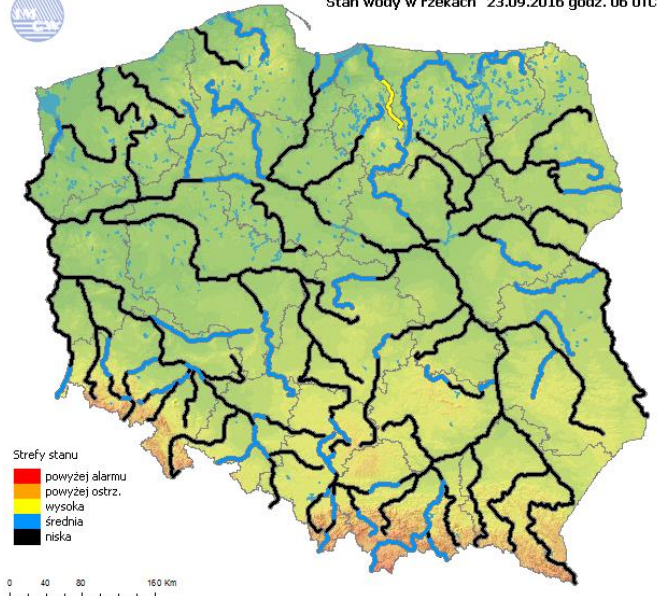 Stan wody w rzekach 23.09.2016 godz. 06 UTC
Strefy stanu
powyżej alarmu
powyżej ostrz.
wysoka
średnia
niska
0 40 80 160 Km